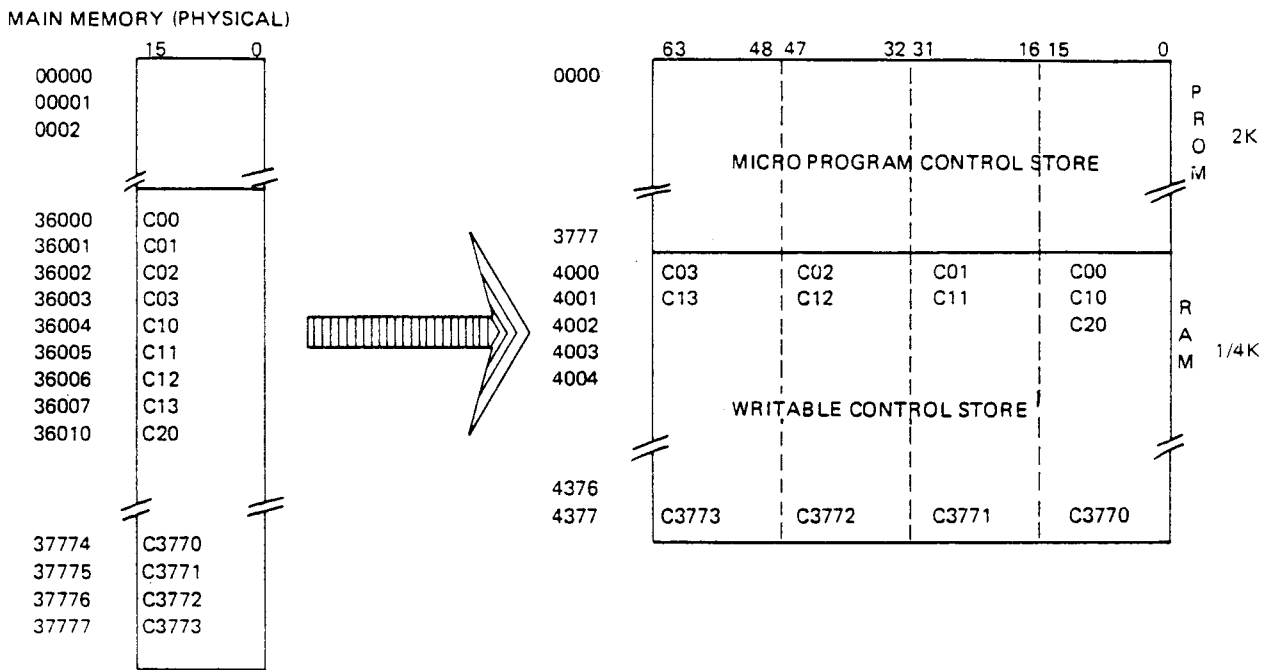 MAIN MEMORY (PHYSICAL)
15 0
00000
00001
0002
36000 C00
36001 C01
36002 C02
36003 C03
36004 C10
36005 C11
36006 C12
36007 C13
36010 C20
37774 C3770
37775 C3771
37776 C3772
37777 C3773
63 48 47 32 31 16 15 0
0000
MICRO PROGRAM CONTROL STORE
PROM
2K
3777
4000 C03 C02 C01 C00
4001 C13 C12 C11 C10
4002 C20
4003
4004
RAM
1/4K
WRITABLE CONTROL STORE
4376
4377 C3773 C3772 C3771 C3770